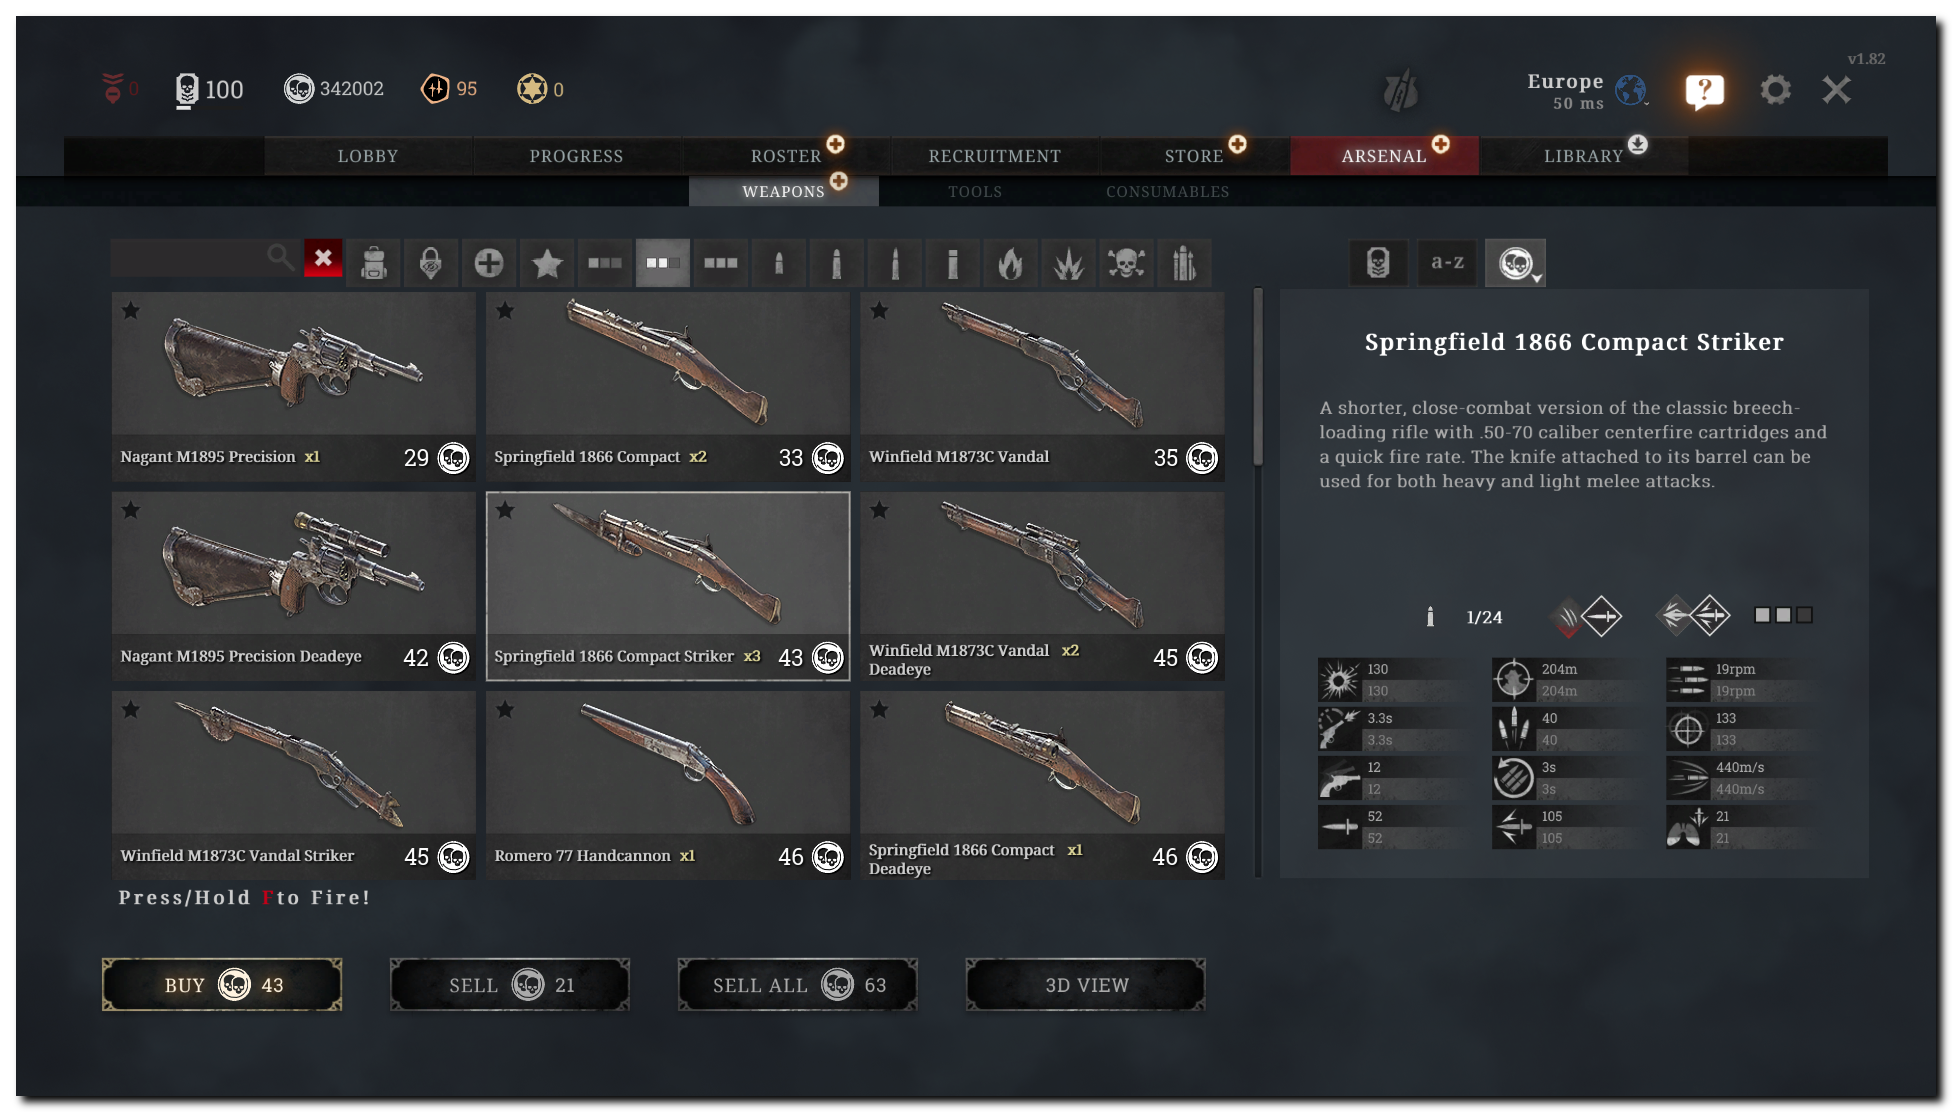 v1.82
0 100 342002 95 0
Europe
50 ms
?
LOBBY PROGRESS ROSTER RECRUITMENT STORE ARSENAL LIBRARY
WEAPONS TOOLS CONSUMABLES
a-z
Nagant M1895 Precision x1 29
Springfield 1866 Compact x2 33
Winfield M1873C Vandal 35
Nagant M1895 Precision Deadeye 42
Springfield 1866 Compact Striker x3 43
Winfield M1873C Vandal x2 45
Deadeye
Winfield M1873C Vandal Striker 45
Romero 77 Handcannon x1 46
Springfield 1866 Compact x1 46
Deadeye
Springfield 1866 Compact Striker
A shorter, close-combat version of the classic breech-
loading rifle with .50-70 caliber centerfire cartridges and
a quick fire rate. The knife attached to its barrel can be
used for both heavy and light melee attacks.
1/24
130 204m 19rpm
130 204m 19rpm
3.3s 40 133
3.3s 40 133
12 3s 440m/s
12 3s 440m/s
52 105 21
52 105 21
Press/Hold F to Fire!
BUY 43 SELL 21 SELL ALL 63 3D VIEW